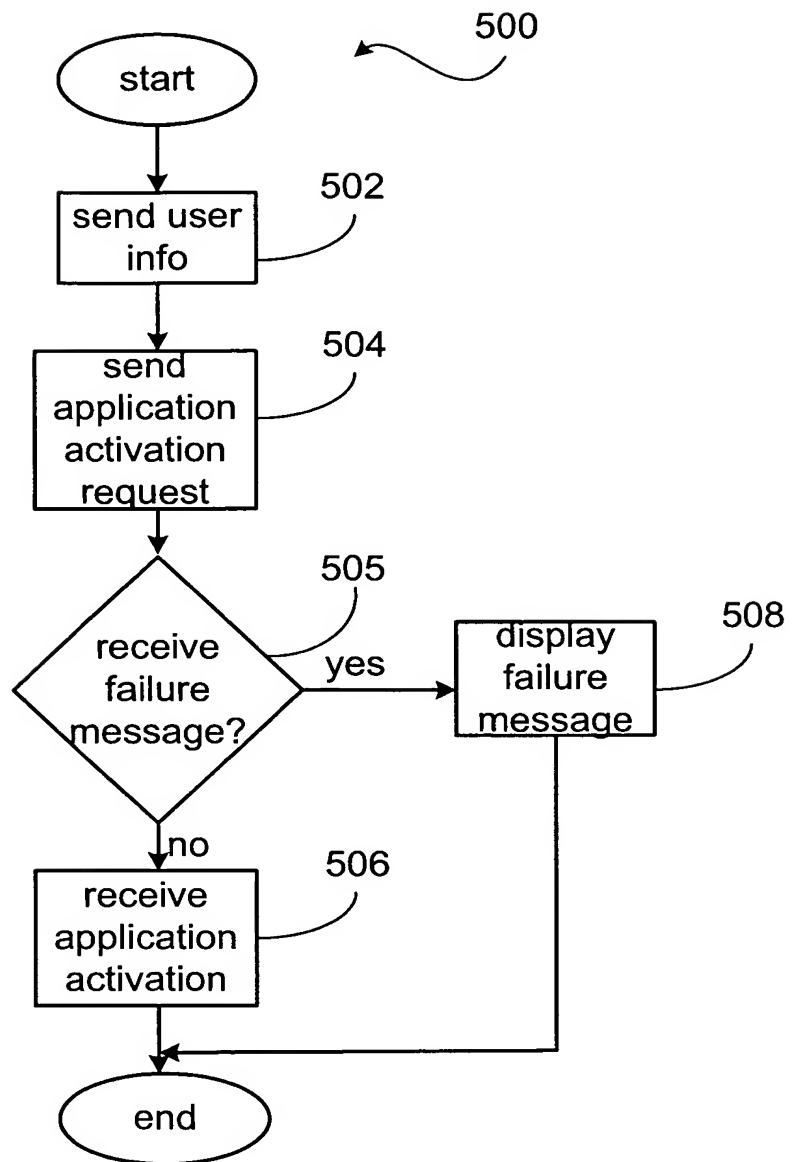 500
start
502
send user
info
504
send
application
activation
request
505
receive
failure
message?
yes
508
display
failure
message
no
506
receive
application
activation
end